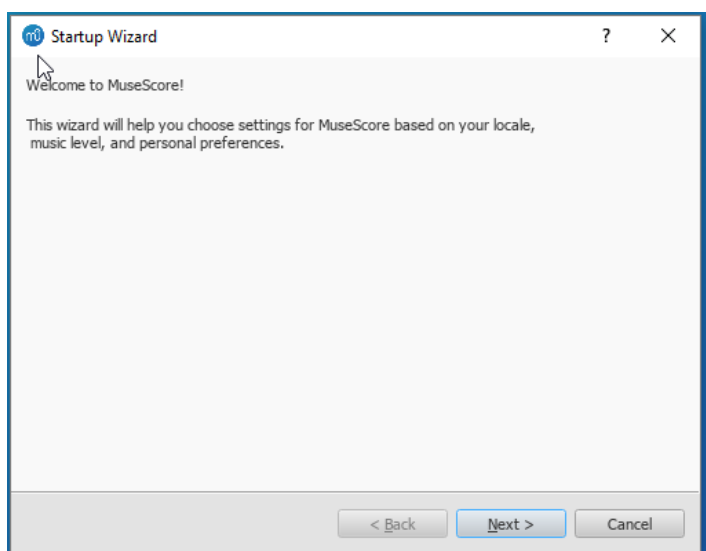 Startup Wizard ?
Welcome to MuseScore!
This wizard will help you choose settings for MuseScore based on your locale,
music level, and personal preferences.
< Back Next > Cancel